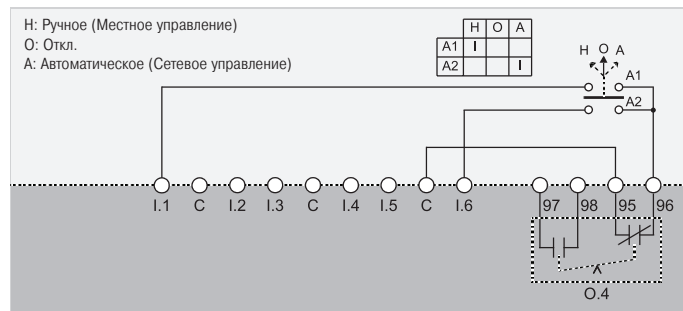 Н: Ручное (Местное управление)
О: Откл.
А: Автоматическое (Сетевое управление)
H O A
A1 I
A2 I
H O A
A1
A2
I.1 C I.2 I.3 C I.4 I.5 C I.6 97 98 95 96
O.4